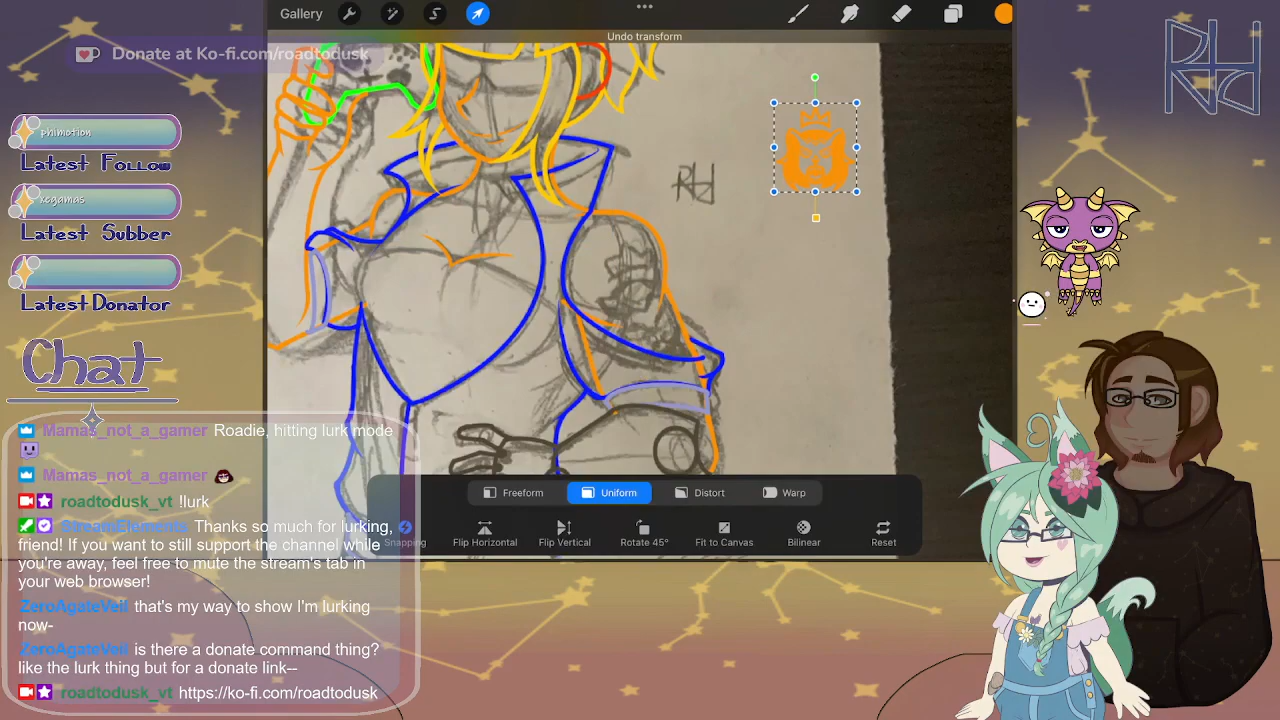 Gallery
Undo transform
Donate at Ko-fi.com/roadtodusk
phimotion
Latest Follow
xegamas
Latest Subber
Latest Donator
Chat
Mamas_not_a_gamer Roadie, hitting lurk mode
Mamas_not_a_gamer
roadtodusk_vt !lurk
StreamElements Thanks so much for lurking,
friend! If you want to still support the channel while
you're away, feel free to mute the stream's tab in
your web browser!
ZeroAgateVeil that's my way to show I'm lurking
now-
ZeroAgateVeil is there a donate command thing?
like the lurk thing but for a donate link--
roadtodusk_vt https://ko-fi.com/roadtodusk
Freeform
Uniform
Distort
Warp
Snapping
Flip Horizontal
Flip Vertical
Rotate 45°
Fit to Canvas
Bilinear
Reset